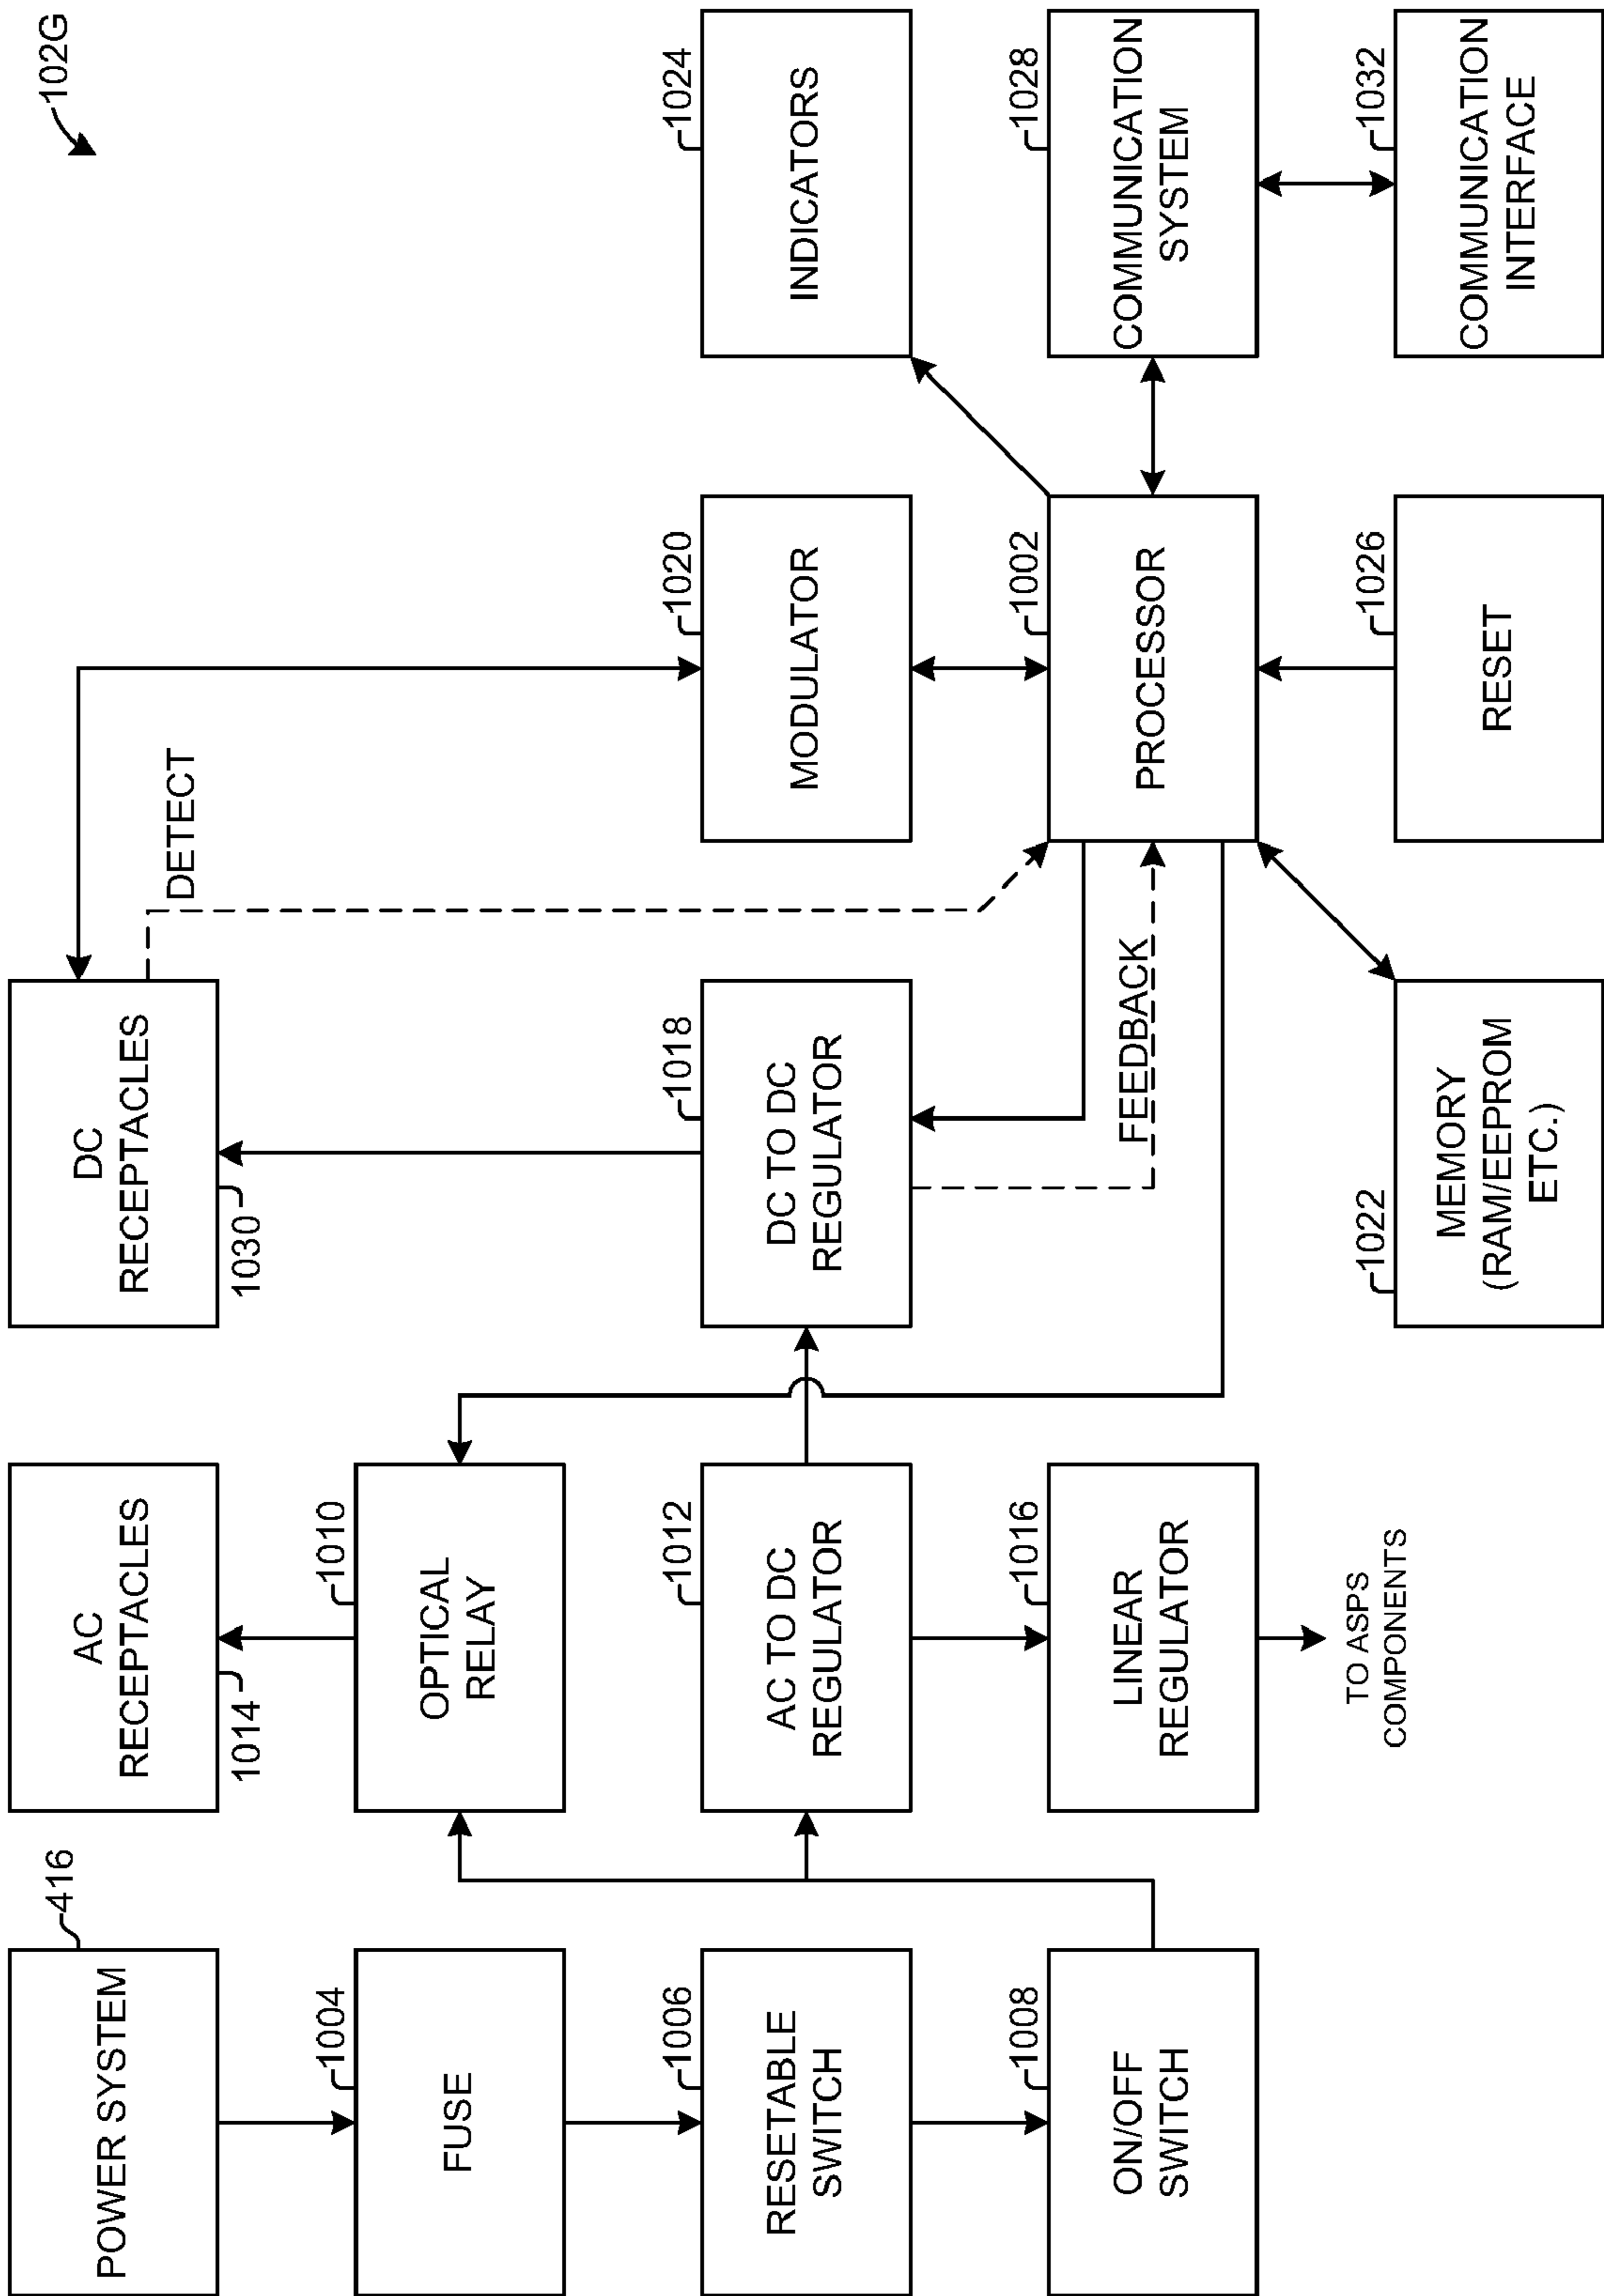 102G
POWER SYSTEM
416
FUSE
1004
RESETABLE
SWITCH
1006
ON/OFF
SWITCH
1008
AC
RECEPTACLES
1014
OPTICAL
RELAY
1010
AC TO DC
REGULATOR
1012
LINEAR
REGULATOR
1016
TO ASPS
COMPONENTS
DC
RECEPTACLES
1030
DETECT
DC TO DC
REGULATOR
1018
FEEDBACK
MEMORY
(RAM/EEPROM
ETC.)
1022
MODULATOR
1020
PROCESSOR
1002
RESET
1026
INDICATORS
1024
COMMUNICATION
SYSTEM
1028
COMMUNICATION
INTERFACE
1032